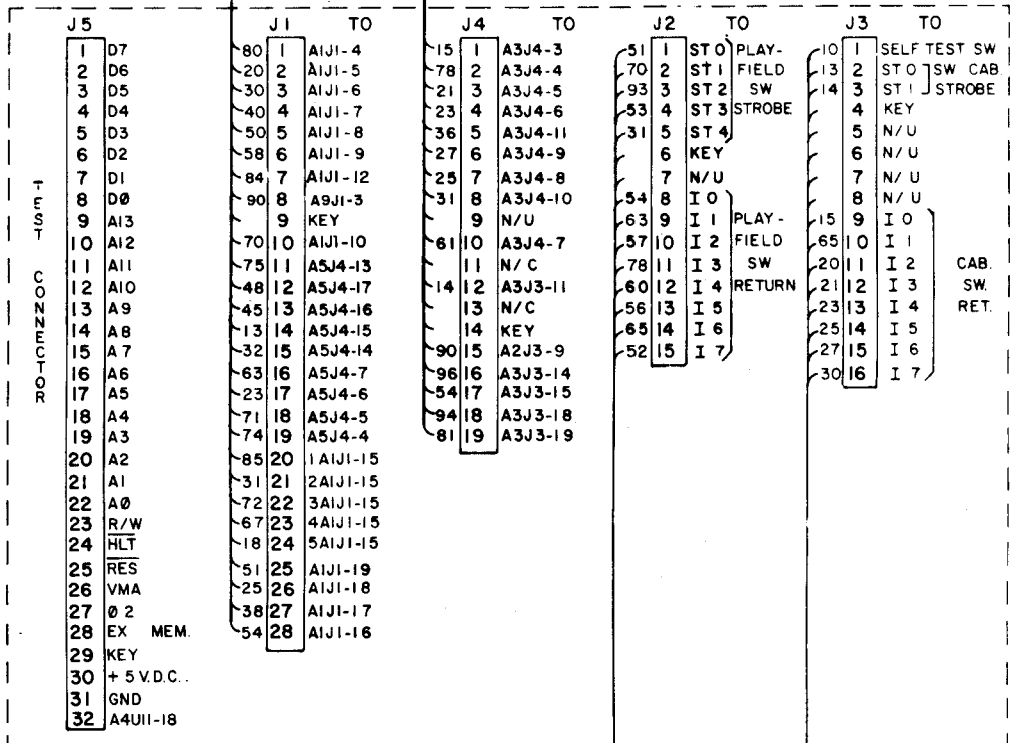 J5
TEST CONNECTOR
1 D7
2 D6
3 D5
4 D4
5 D3
6 D2
7 D1
8 DØ
9 A13
10 A12
11 A11
12 A10
13 A9
14 A8
15 A7
16 A6
17 A5
18 A4
19 A3
20 A2
21 A1
22 AØ
23 R/W
24 HLT
25 RES
26 VMA
27 Ø2
28 EX MEM.
29 KEY
30 + 5 V.D.C..
31 GND
32 A4U11-18
J1 TO
80 1 A1J1-4
20 2 A1J1-5
30 3 A1J1-6
40 4 A1J1-7
50 5 A1J1-8
58 6 A1J1-9
84 7 A1J1-12
90 8 A9J1-3
9 KEY
70 10 A1J1-10
75 11 A5J4-13
48 12 A5J4-17
45 13 A5J4-16
13 14 A5J4-15
32 15 A5J4-14
63 16 A5J4-7
23 17 A5J4-6
71 18 A5J4-5
74 19 A5J4-4
85 20 1A1J1-15
31 21 2A1J1-15
72 22 3A1J1-15
67 23 4A1J1-15
18 24 5A1J1-15
51 25 A1J1-19
25 26 A1J1-18
38 27 A1J1-17
54 28 A1J1-16
J4 TO
15 1 A3J4-3
78 2 A3J4-4
21 3 A3J4-5
23 4 A3J4-6
36 5 A3J4-11
27 6 A3J4-9
25 7 A3J4-8
31 8 A3J4-10
9 N/U
61 10 A3J4-7
11 N/C
14 12 A3J3-11
13 N/C
14 KEY
90 15 A2J3-9
96 16 A3J3-14
54 17 A3J3-15
94 18 A3J3-18
81 19 A3J3-19
J2 TO
51 1 ST 0 PLAY-
70 2 ST 1 FIELD
93 3 ST 2 SW
53 4 ST 3 STROBE
31 5 ST 4
6 KEY
7 N/U
54 8 I 0
63 9 I 1 PLAY-
57 10 I 2 FIELD
78 11 I 3 SW
60 12 I 4 RETURN
56 13 I 5
65 14 I 6
52 15 I 7
J3 TO
10 1 SELF TEST SW
13 2 ST 0 SW CAB.
14 3 ST 1 STROBE
4 KEY
5 N/U
6 N/U
7 N/U
8 N/U
15 9 I 0
65 10 I 1
20 11 I 2 CAB.
21 12 I 3 SW.
23 13 I 4 RET.
25 14 I 5
27 15 I 6
30 16 I 7